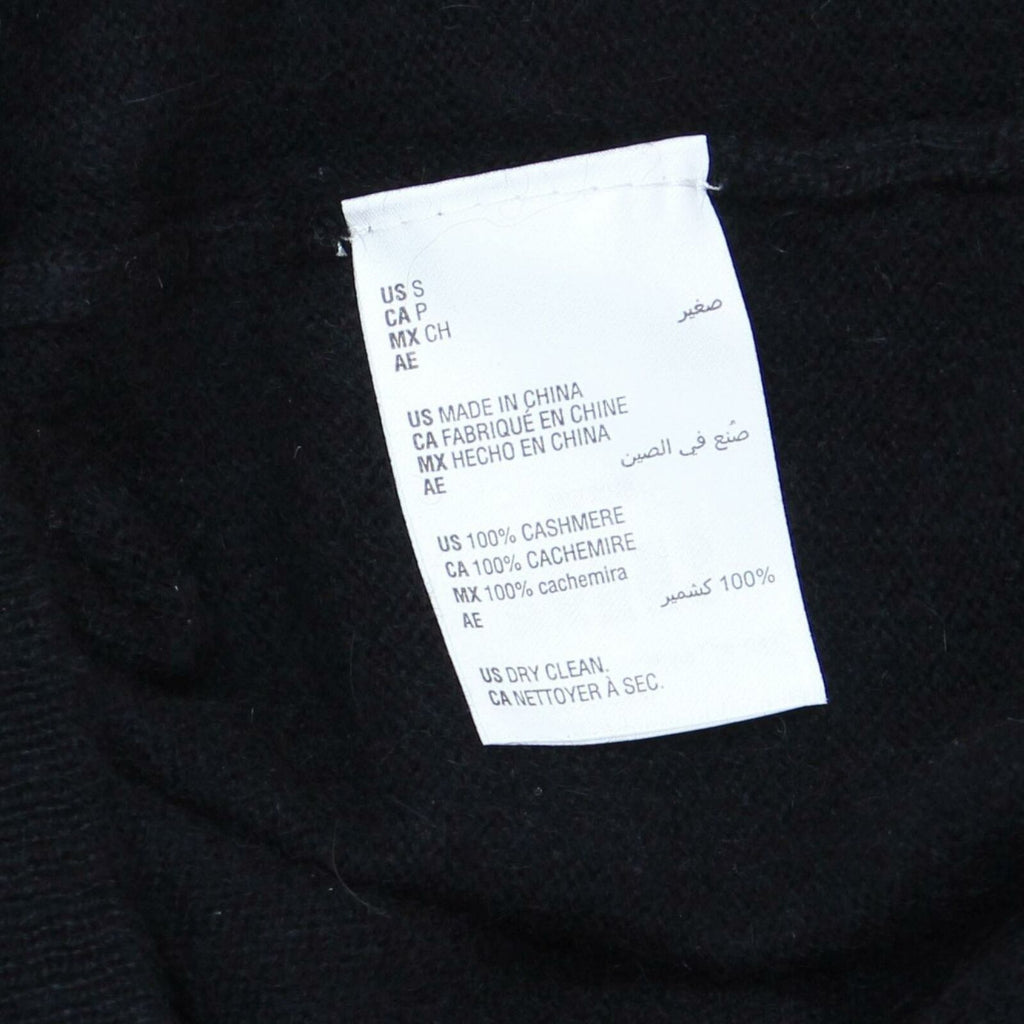 US S
CA P
MX CH
AE صغير
US MADE IN CHINA
CA FABRIQUÉ EN CHINE
MX HECHO EN CHINA
AE صُنع في الصين
US 100% CASHMERE
CA 100% CACHEMIRE
MX 100% cachemira
AE 100% كشمير
US DRY CLEAN.
CA NETTOYER À SEC.